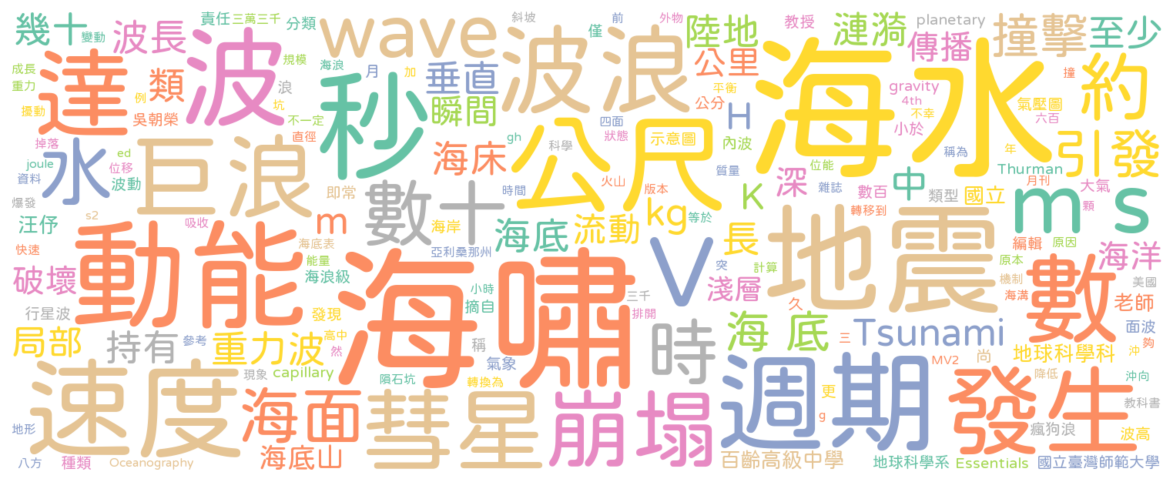 幾十 變動 波長 責任 三萬三千 分類 wave 斜坡 僅 前 外物 教授 漣漪 planetary 撞擊 至少
陸地 傳播
成長 達 類 波 規模 海浪 月 加 垂直 波浪 公里 平衡 海水 gravity 約
重力 擾動 例 浪 坑 秒 瞬間 公分 H 4th 氣壓圖
吳朝榮 不一定 直徑 gh 四面 狀態 示意圖 內波 小於 不幸 六百
掉落 水 巨浪 海床 科學 公尺 稱為 年 引發
joule ed 位移 質量 位能 Thurman 月刊
資料 波動 即常 時間 火山 版本 K 深 雜誌 數百 中 類型 國立 大氣 顆
爆發 s2 數十 kg 等於 轉移到 m s
汪伃 吸收 m 海岸 海底 流動 長 地震 編輯 原因
快速 動能 海底表 亞利桑那州 V 突 計算 原本 海洋
破壞 能量 海浪級 海嘯 小時 摘自 三千 排開 淺層 久 機制 海溝 美國 數 老師
行星波 發現 參考 高中 稱 時 海底 Tsunami 三 面波 夠
局部 持有 重力波 然 氣象 尚 MV2 地球科學科 沖
速度 現象 capillary 隕石坑 轉換為 更 降低 沖向
海面 彗星 崩塌 週期 g 發生 教科書
地形 瘋狗浪 波高
八方 種類 Oceanography 海底山 百齡高級中學 地球科學系 Essentials 國立臺灣師範大學
撞